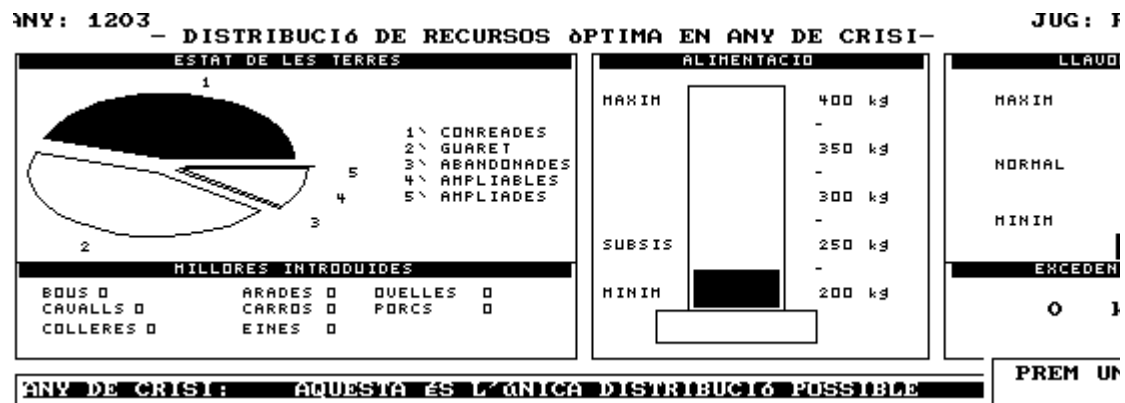 ANY: 1203
JUG:
– DISTRIBUCIó DE RECURSOS òPTIMA EN ANY DE CRISI–
ESTAT DE LES TERRES
1
2
3
4
5
1\ CONREADES
2\ GUARET
3\ ABANDONADES
4\ AMPLIABLES
5\ AMPLIADES
MILLORES INTRODUIDES
BOUS 0 ARADES 0 OVELLES 0
CAVALLS 0 CARROS 0 PORCS 0
COLLERES 0 EINES 0
ALIMENTACIO
MAXIM 400 kg
-
350 kg
-
300 kg
-
SUBSIS 250 kg
-
MINIM 200 kg
LLAVO
MAXIM
NORMAL
MINIM
EXCEDEN
0
ANY DE CRISI: AQUESTA éS L'úNICA DISTRIBUCIó POSSIBLE
PREM UN